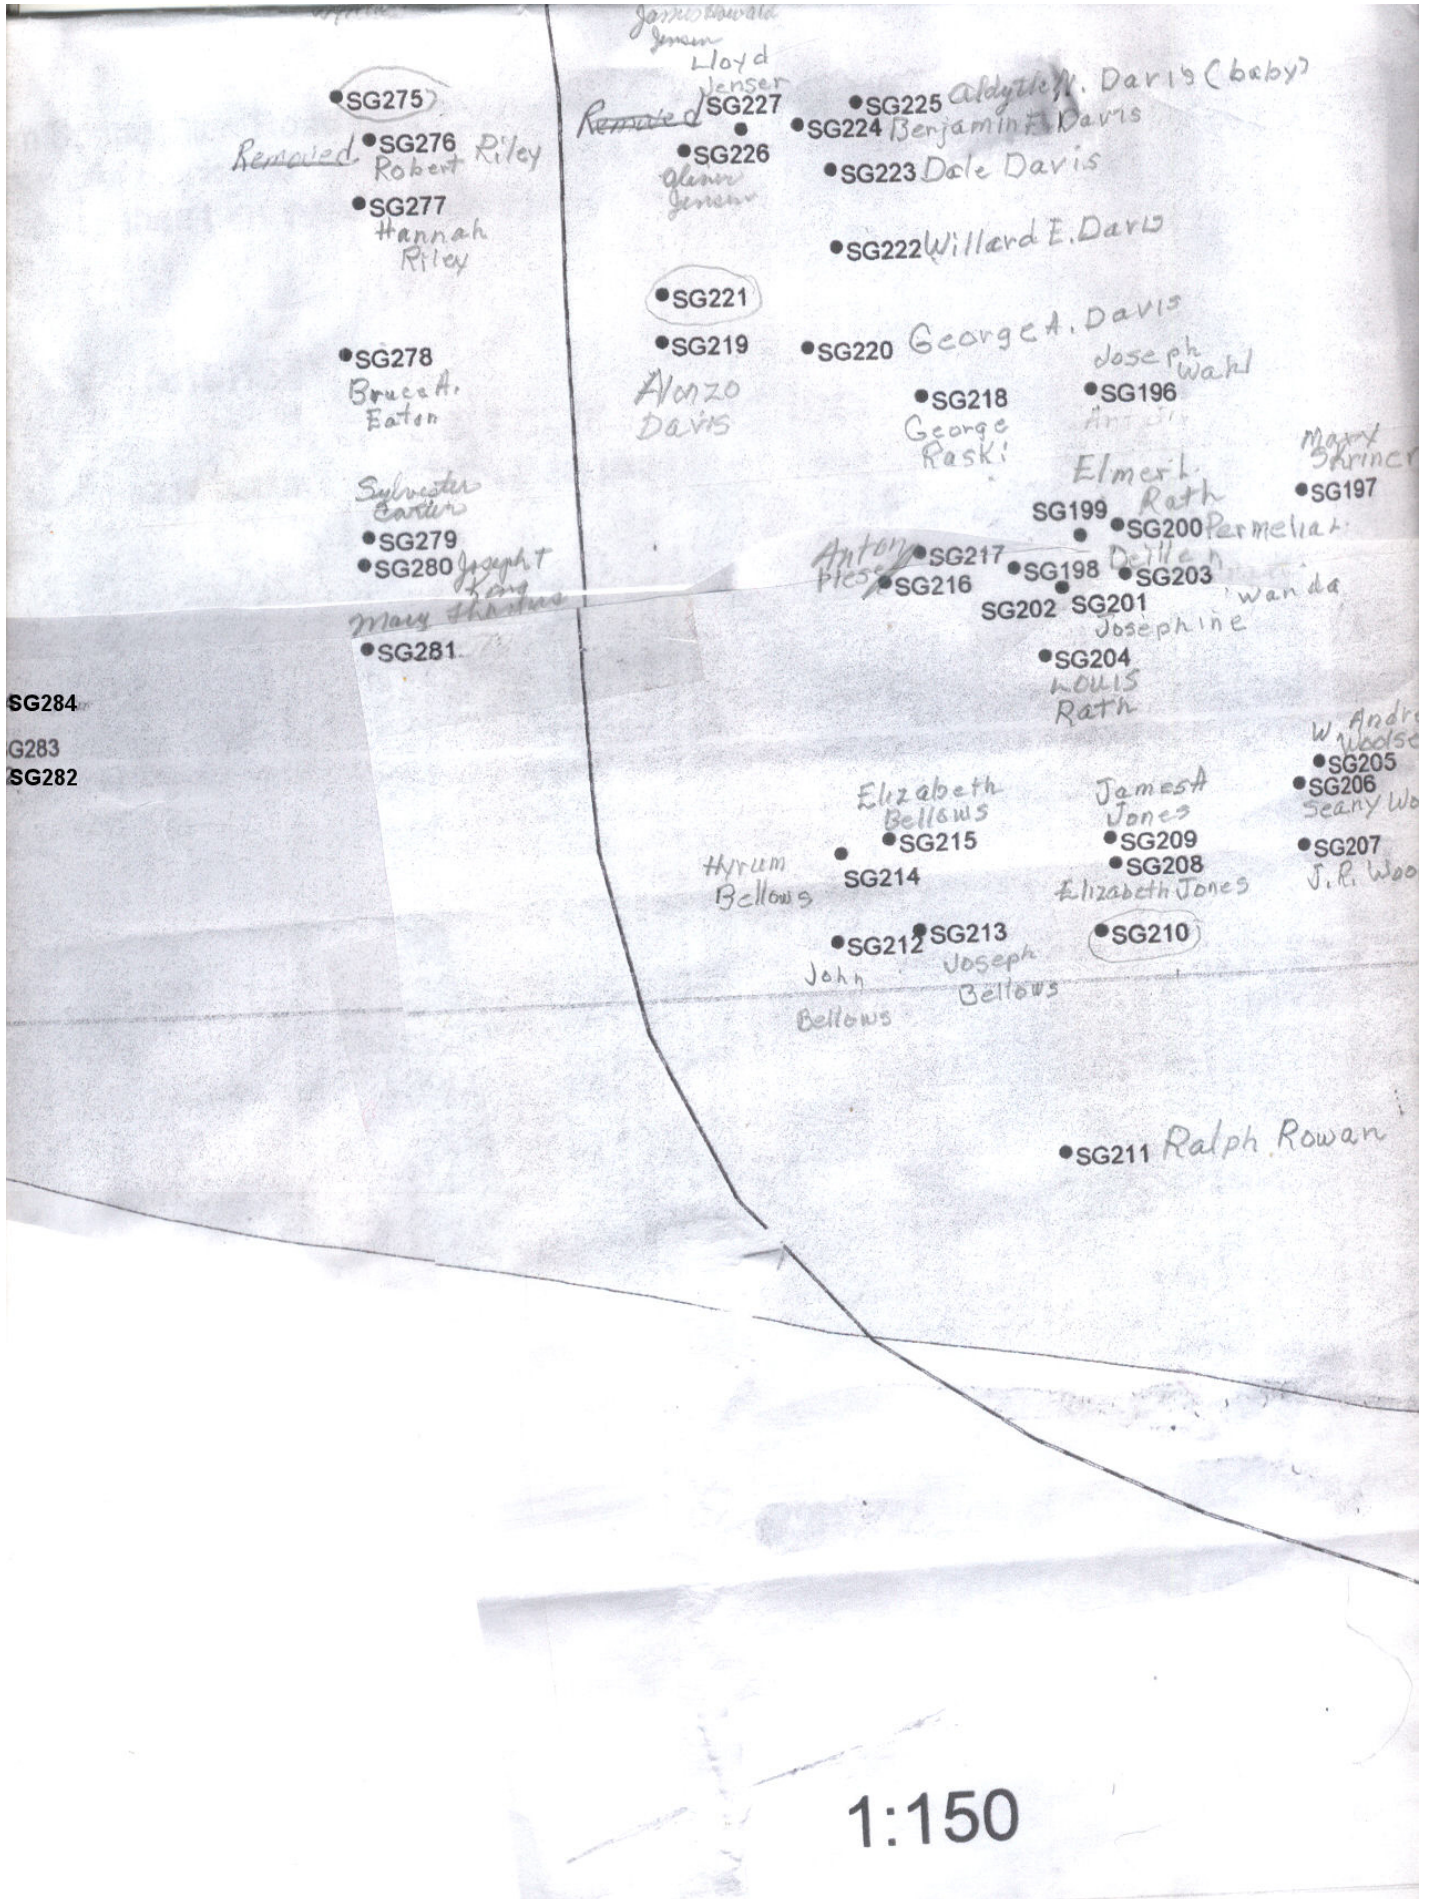 Lloyd
SG275
SG227
SG225
Davis (baby)
Removed
SG224 Benjamin F. Davis
SG276
Removed
Robert Riley
SG226
SG223 Dale Davis
Jensen
SG277
Hannah
Riley
SG222 Willard E. Davis
SG221
SG219
SG220 George A. Davis
Joseph
Wahl
SG278
Bruce A.
Eaton
Alonzo
Davis
SG218
George
Raski
SG196
Mary
Shriner
SG197
Elmer L.
Rath
Sylvester
SG199
SG200 Permelia L.
SG279
SG280 Joseph T
Anton
SG217
SG216
SG198
SG203
Wanda
SG202
SG201
Josephine
Mary
SG281
SG204
Louis
Rath
SG284
G283
SG282
W. Andre
Woolse
SG205
SG206
Seany Wo
Elizabeth
Bellows
SG215
James A
Jones
SG209
SG208
Elizabeth Jones
SG207
J. R. Woo
Hyrum
Bellows
SG214
SG212
SG213
SG210
John
Bellows
Joseph
Bellows
SG211 Ralph Rowan
1:150